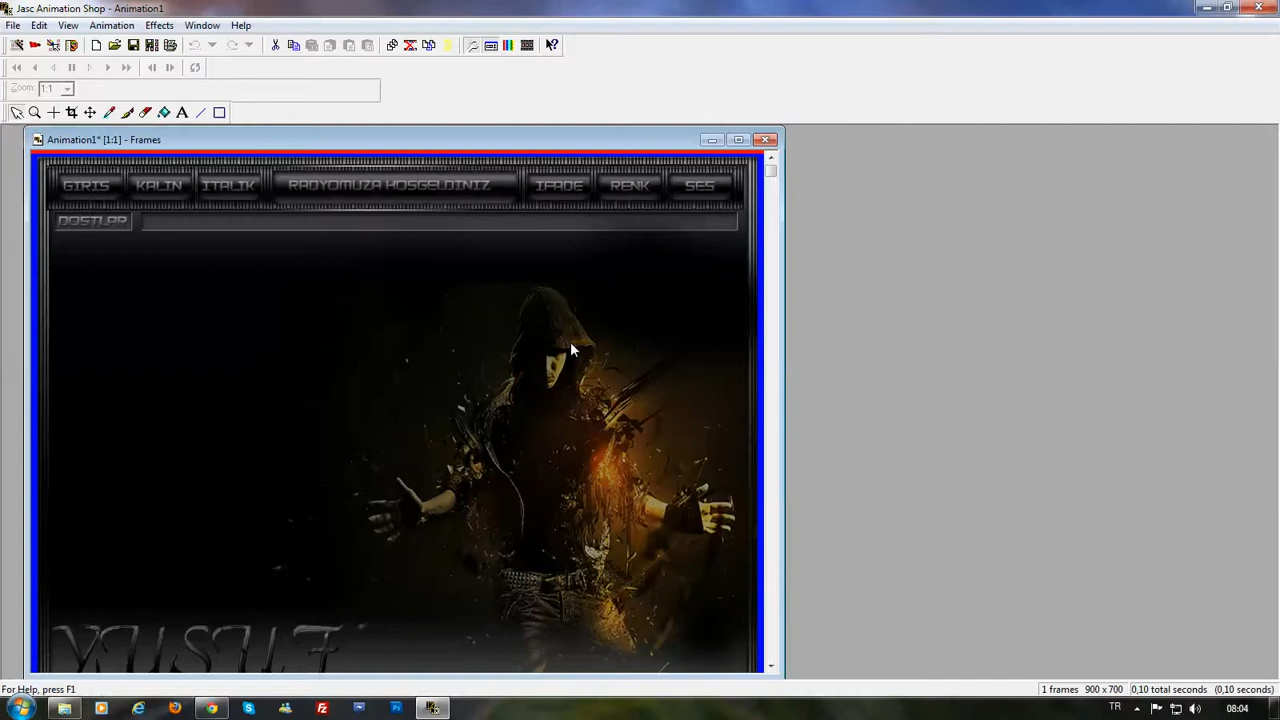 Jasc Animation Shop - Animation1
File Edit View Animation Effects Window Help
Zoom: 1:1
Animation1* [1:1] - Frames
GIRIS KALIN ITALIK RADYOMUZA HOSGELDINIZ IFADE RENK SES
DOSTLAR
YUSUF
For Help, press F1
1 frames 900 x 700 0,10 total seconds (0,10 seconds)
TR 08:04